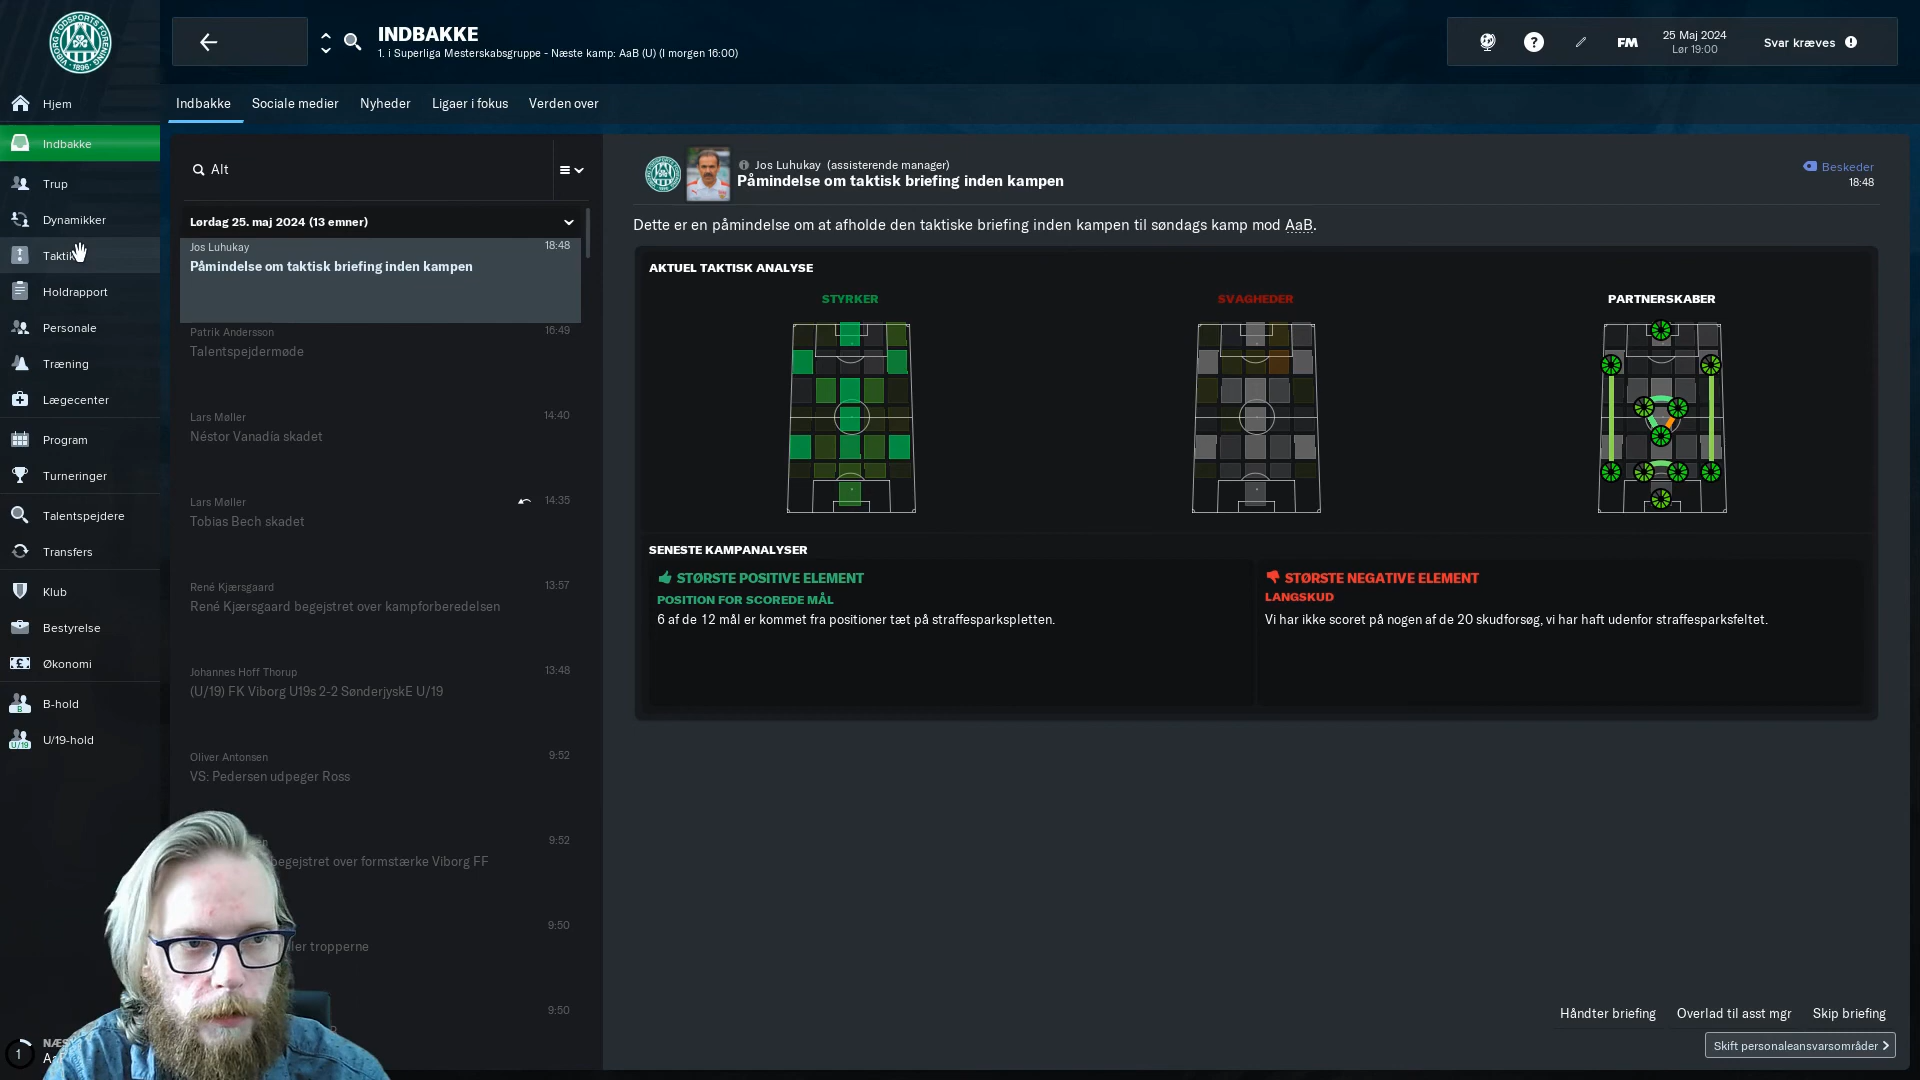 INDBAKKE
1. i Superliga Mesterskabsgruppe - Næste kamp: AaB (U) (I morgen 16:00)
FM
25 Maj 2024
Lør 19:00
Svar kræves
Indbakke
Sociale medier
Nyheder
Ligaer i fokus
Verden over
Hjem
Indbakke
Trup
Dynamikker
Holdrapport
Personale
Træning
Lægecenter
Program
Turneringer
Talentspejdere
Transfers
Klub
Bestyrelse
Økonomi
B-hold
U/19-hold
Alt
Lørdag 25. maj 2024 (13 emner)
Jos Luhukay 18:48
Påmindelse om taktisk briefing inden kampen
Patrik Andersson 16:49
Talentspejdermøde
Lars Møller 14:40
Néstor Vanadía skadet
Lars Møller 14:35
Tobias Bech skadet
René Kjærsgaard 13:57
René Kjærsgaard begejstret over kampforberedelsen
Johannes Hoff Thorup 13:48
(U/19) FK Viborg U19s 2-2 SønderjyskE U/19
Oliver Antonsen 9:52
VS: Pedersen udpeger Ross
9:52
begejstret over formstærke Viborg FF
9:50
tropperne
9:50
Jos Luhukay (assisterende manager)
Påmindelse om taktisk briefing inden kampen
Beskeder
18:48
Dette er en påmindelse om at afholde den taktiske briefing inden kampen til søndags kamp mod AaB.
AKTUEL TAKTISK ANALYSE
STYRKER
SVAGHEDER
PARTNERSKABER
SENESTE KAMPANALYSER
STØRSTE POSITIVE ELEMENT
POSITION FOR SCOREDE MÅL
6 af de 12 mål er kommet fra positioner tæt på straffesparkspletten.
STØRSTE NEGATIVE ELEMENT
LANGSKUD
Vi har ikke scoret på nogen af de 20 skudforsøg, vi har haft udenfor straffesparksfeltet.
Håndter briefing
Overlad til asst mgr
Skip briefing
Skift personaleansvarsområder
1